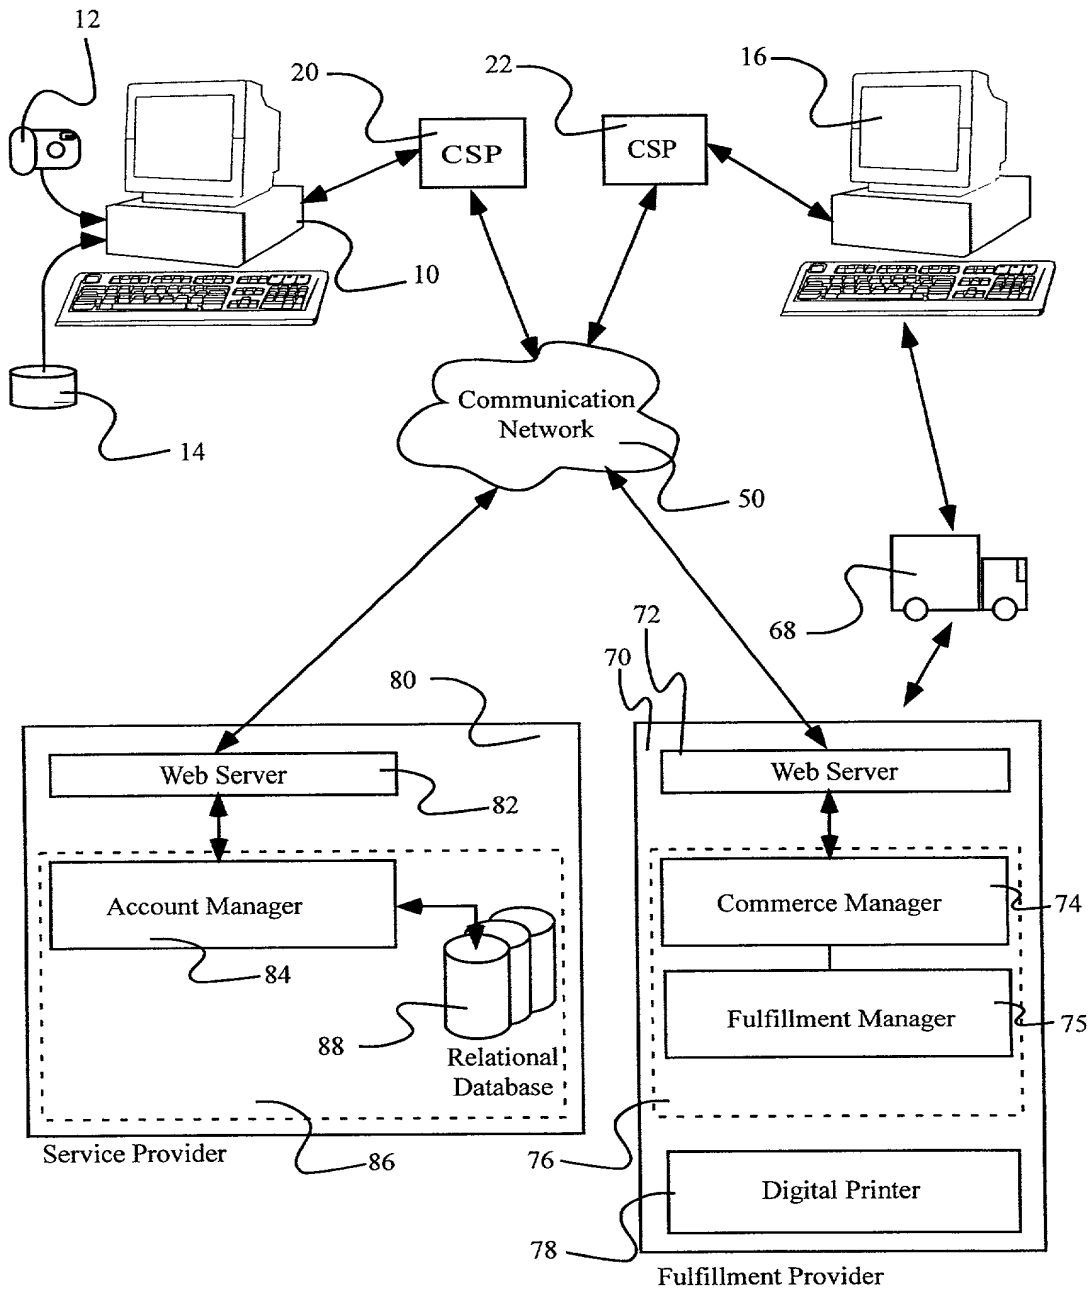 12
20
22
16
CSP
CSP
10
14
Communication
Network
50
68
72
70
80
Web Server
82
Web Server
Account Manager
84
Commerce Manager
74
88
Relational
Database
Fulfillment Manager
75
Service Provider
86
76
Digital Printer
78
Fulfillment Provider